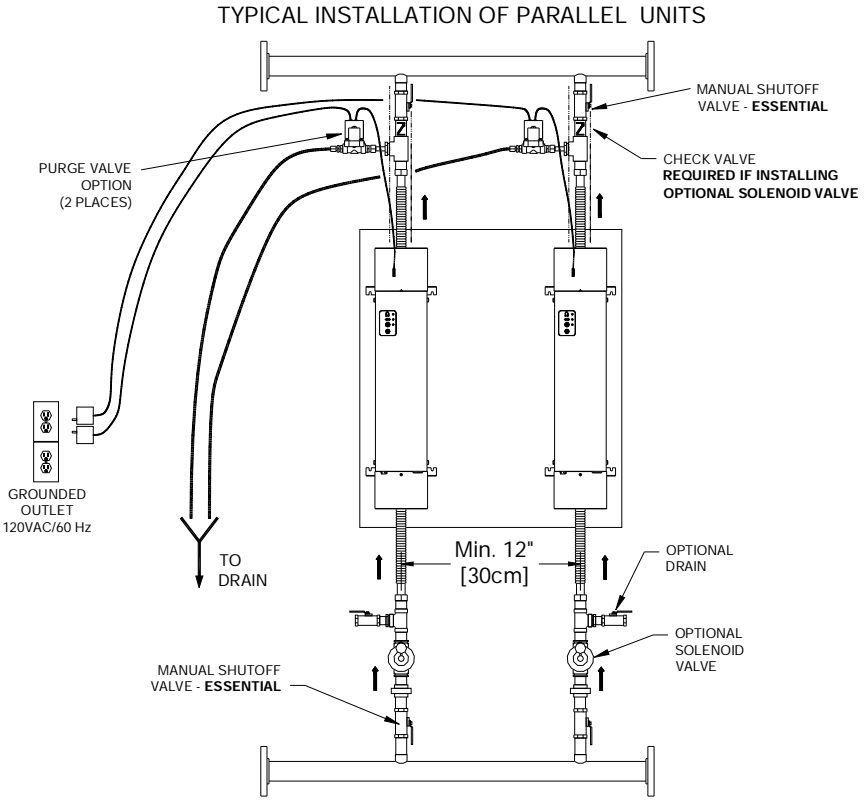 TYPICAL INSTALLATION OF PARALLEL UNITS
MANUAL SHUTOFF
VALVE - ESSENTIAL
Z
Z
PURGE VALVE
OPTION
(2 PLACES)
CHECK VALVE
REQUIRED IF INSTALLING
OPTIONAL SOLENOID VALVE
GROUNDED
OUTLET
120VAC/60 Hz
TO
DRAIN
Min. 12"
[30cm]
OPTIONAL
DRAIN
OPTIONAL
SOLENOID
VALVE
MANUAL SHUTOFF
VALVE - ESSENTIAL